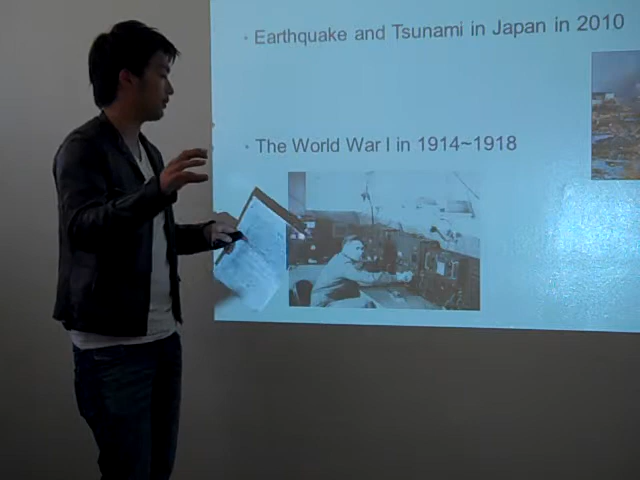 • Earthquake and Tsunami in Japan in 2010
• The World War I in 1914~1918